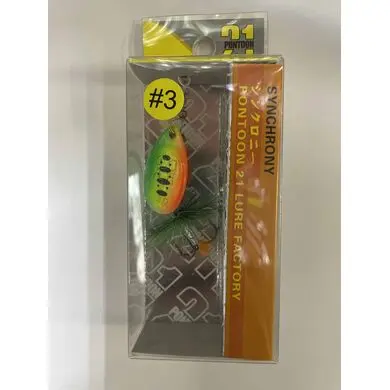 21
PONTOON
#3
SYNCHRONY
シンクロニー
PONTOON 21 LURE FACTORY